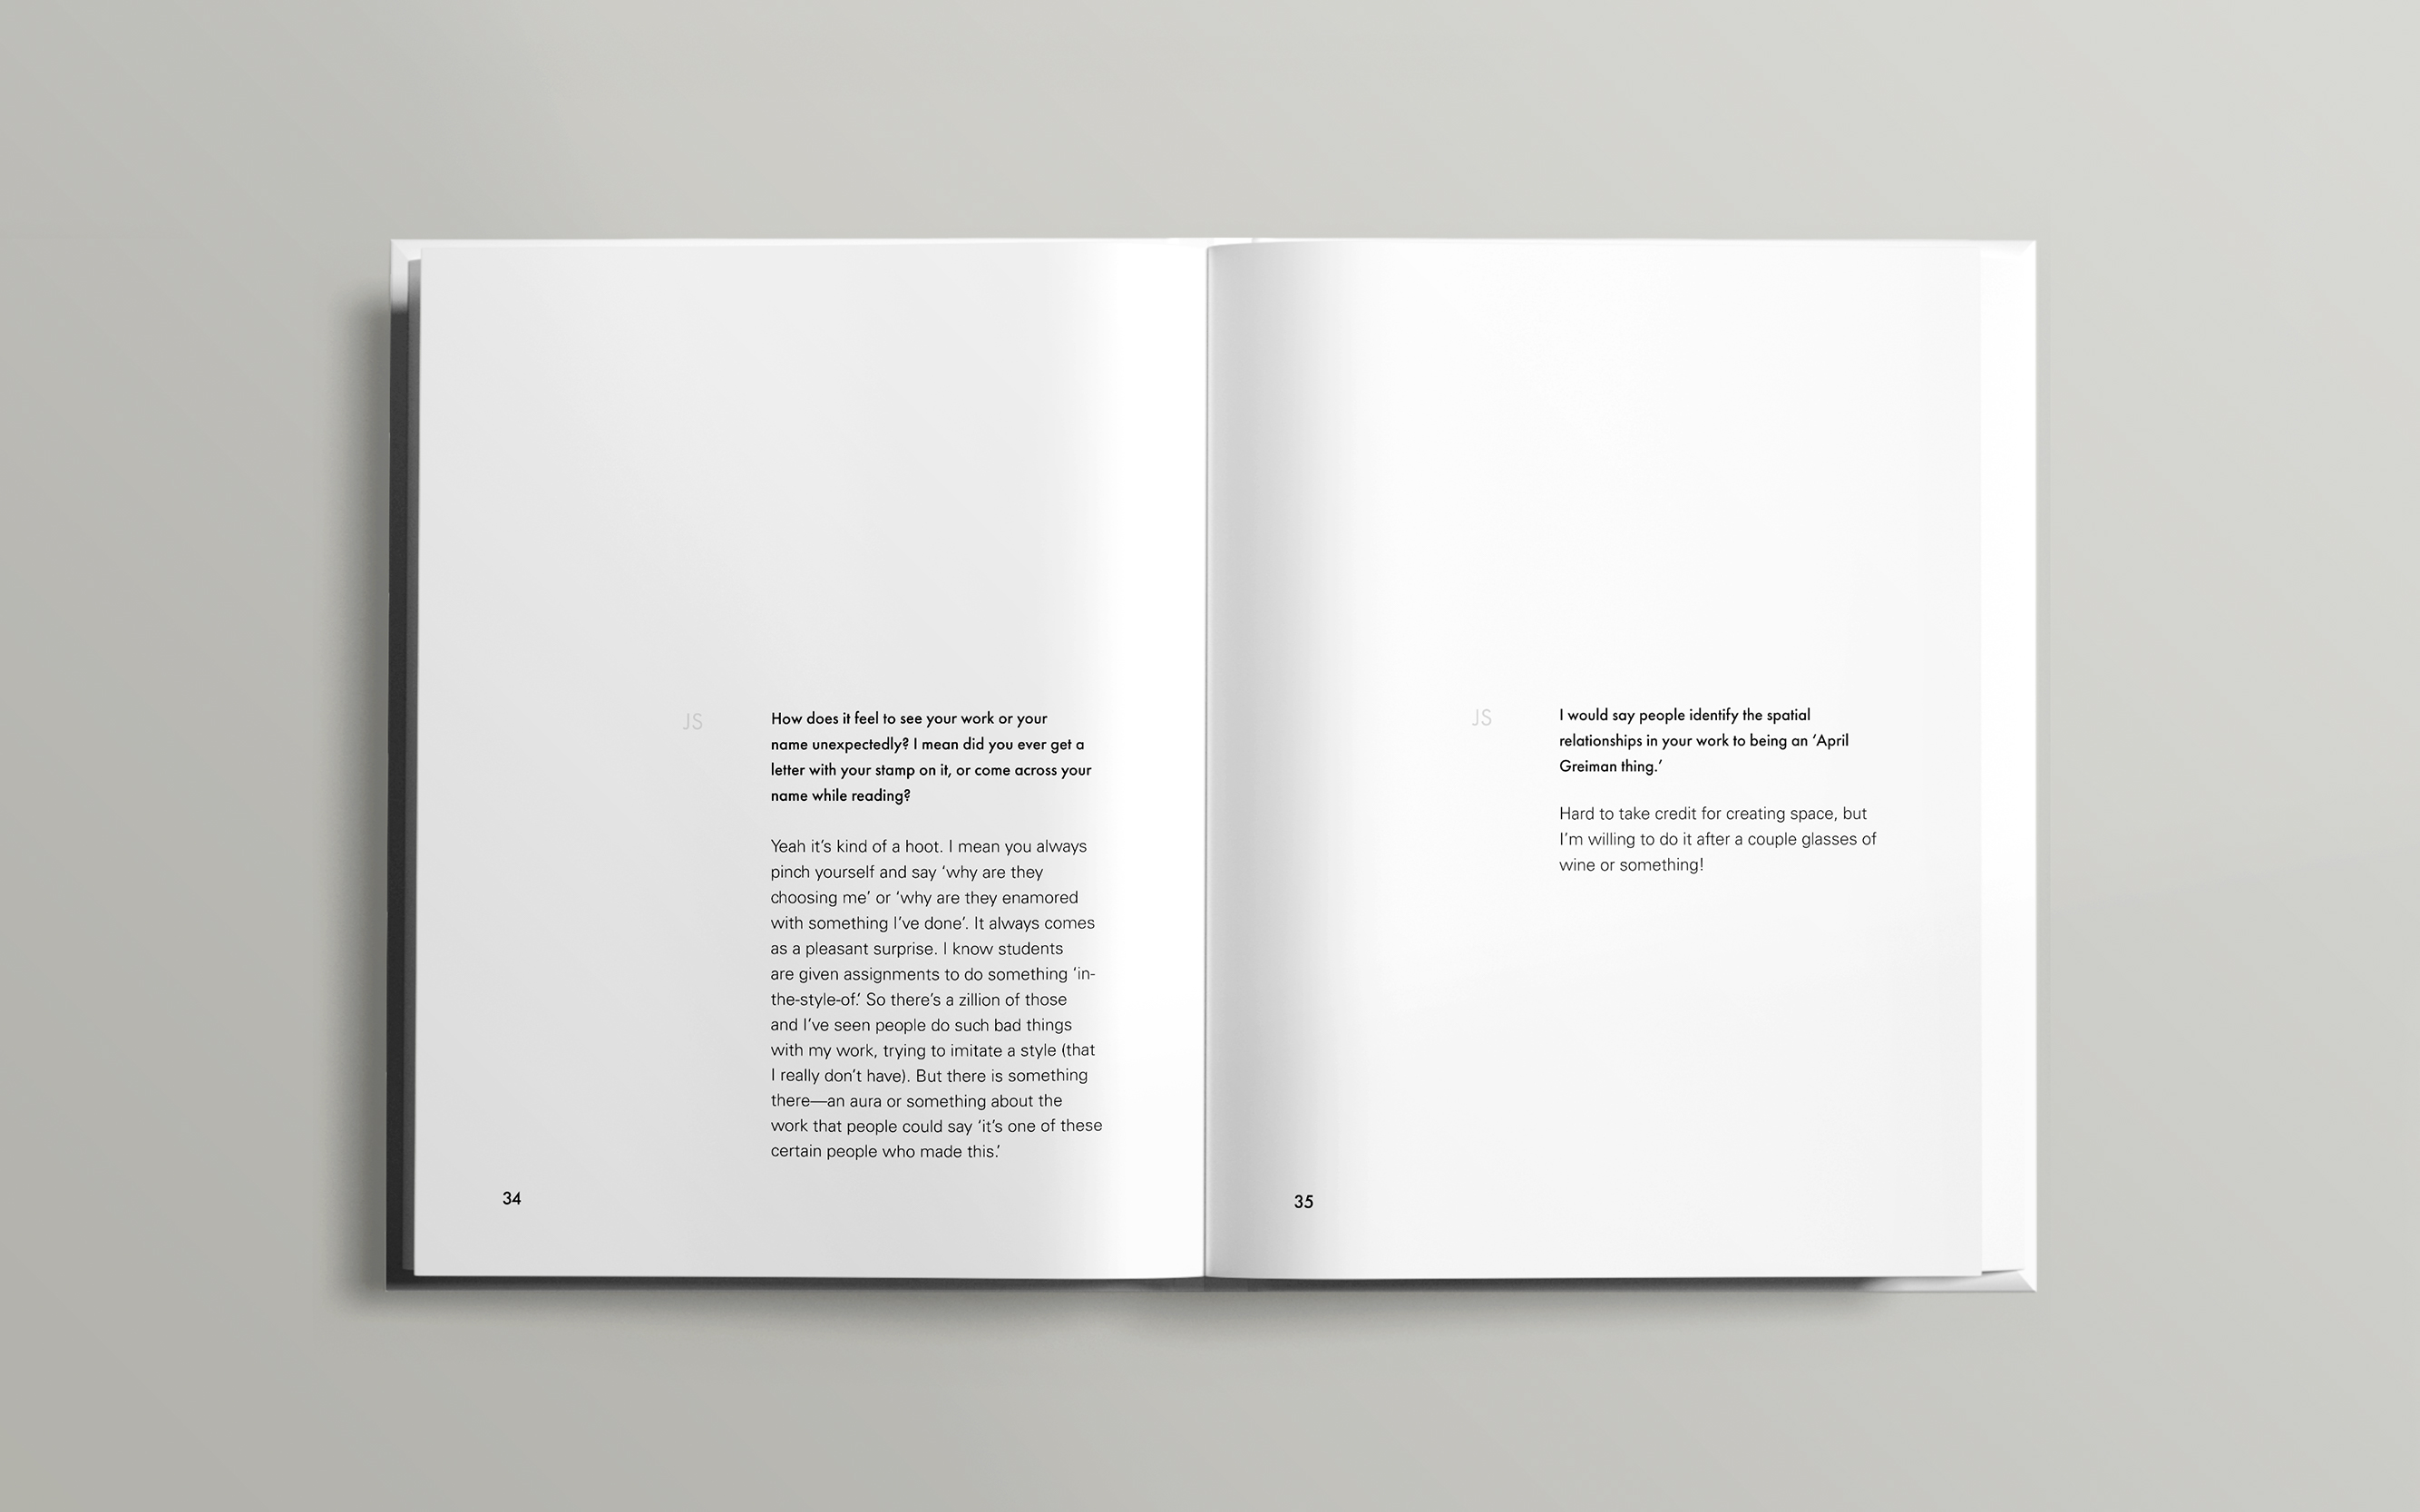 JS
How does it feel to see your work or your
name unexpectedly? I mean did you ever get a
letter with your stamp on it, or come across your
name while reading?
Yeah it’s kind of a hoot. I mean you always
pinch yourself and say ‘why are they
choosing me’ or ‘why are they enamored
with something I’ve done’. It always comes
as a pleasant surprise. I know students
are given assignments to do something ‘in-
the-style-of.’ So there’s a zillion of those
and I’ve seen people do such bad things
with my work, trying to imitate a style (that
I really don’t have). But there is something
there—an aura or something about the
work that people could say ‘it’s one of these
certain people who made this.’
34
JS
I would say people identify the spatial
relationships in your work to being an ‘April
Greiman thing.’
Hard to take credit for creating space, but
I’m willing to do it after a couple glasses of
wine or something!
35